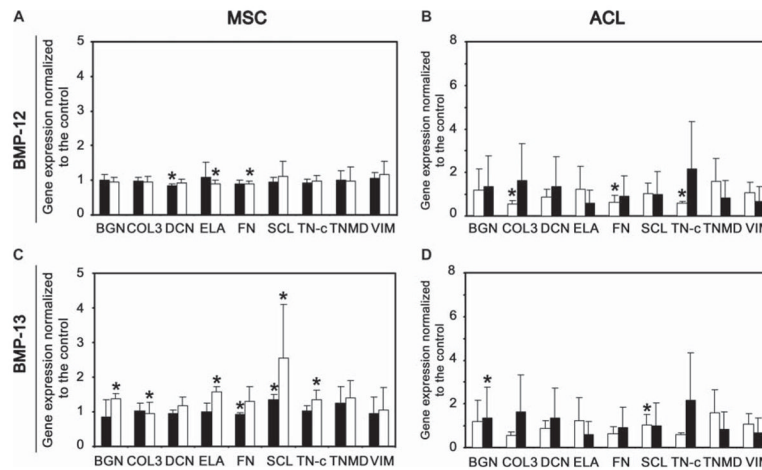 MSC
ACL
A
BMP-12
Gene expression normalized
to the control
5
4
3
2
1
0
*
*
*
BGN COL3 DCN ELA FN SCL TN-c TNMD VIM
B
Gene expression normalized
to the control
8
6
4
2
0
*
*
*
BGN COL3 DCN ELA FN SCL TN-c TNMD VIM
C
BMP-13
Gene expression normalized
to the control
5
4
3
2
1
0
*
*
*
*
*
*
*
BGN COL3 DCN ELA FN SCL TN-c TNMD VIM
D
Gene expression normalized
to the control
8
6
4
2
0
*
*
BGN COL3 DCN ELA FN SCL TN-c TNMD VIM